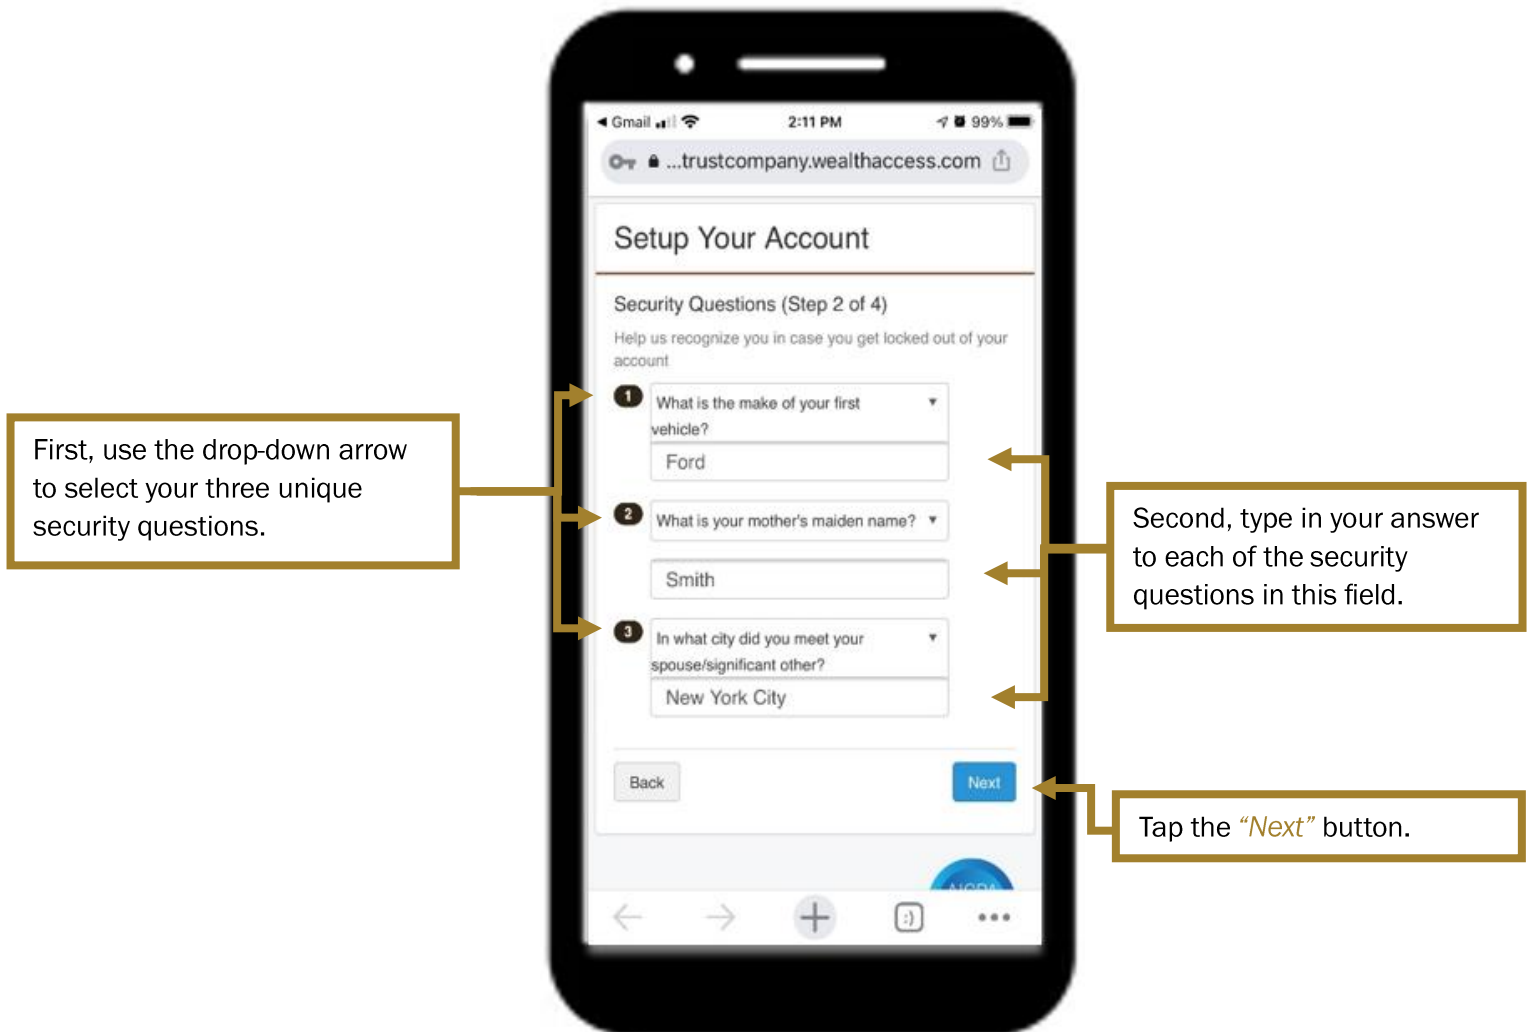 Gmail
2:11 PM
99%
...trustcompany.wealthaccess.com
Setup Your Account
Security Questions (Step 2 of 4)
Help us recognize you in case you get locked out of your
account
1
What is the make of your first
vehicle?
Ford
2
What is your mother's maiden name?
Smith
3
In what city did you meet your
spouse/significant other?
New York City
Back
Next
First, use the drop-down arrow
to select your three unique
security questions.
Second, type in your answer
to each of the security
questions in this field.
Tap the “Next” button.
:)